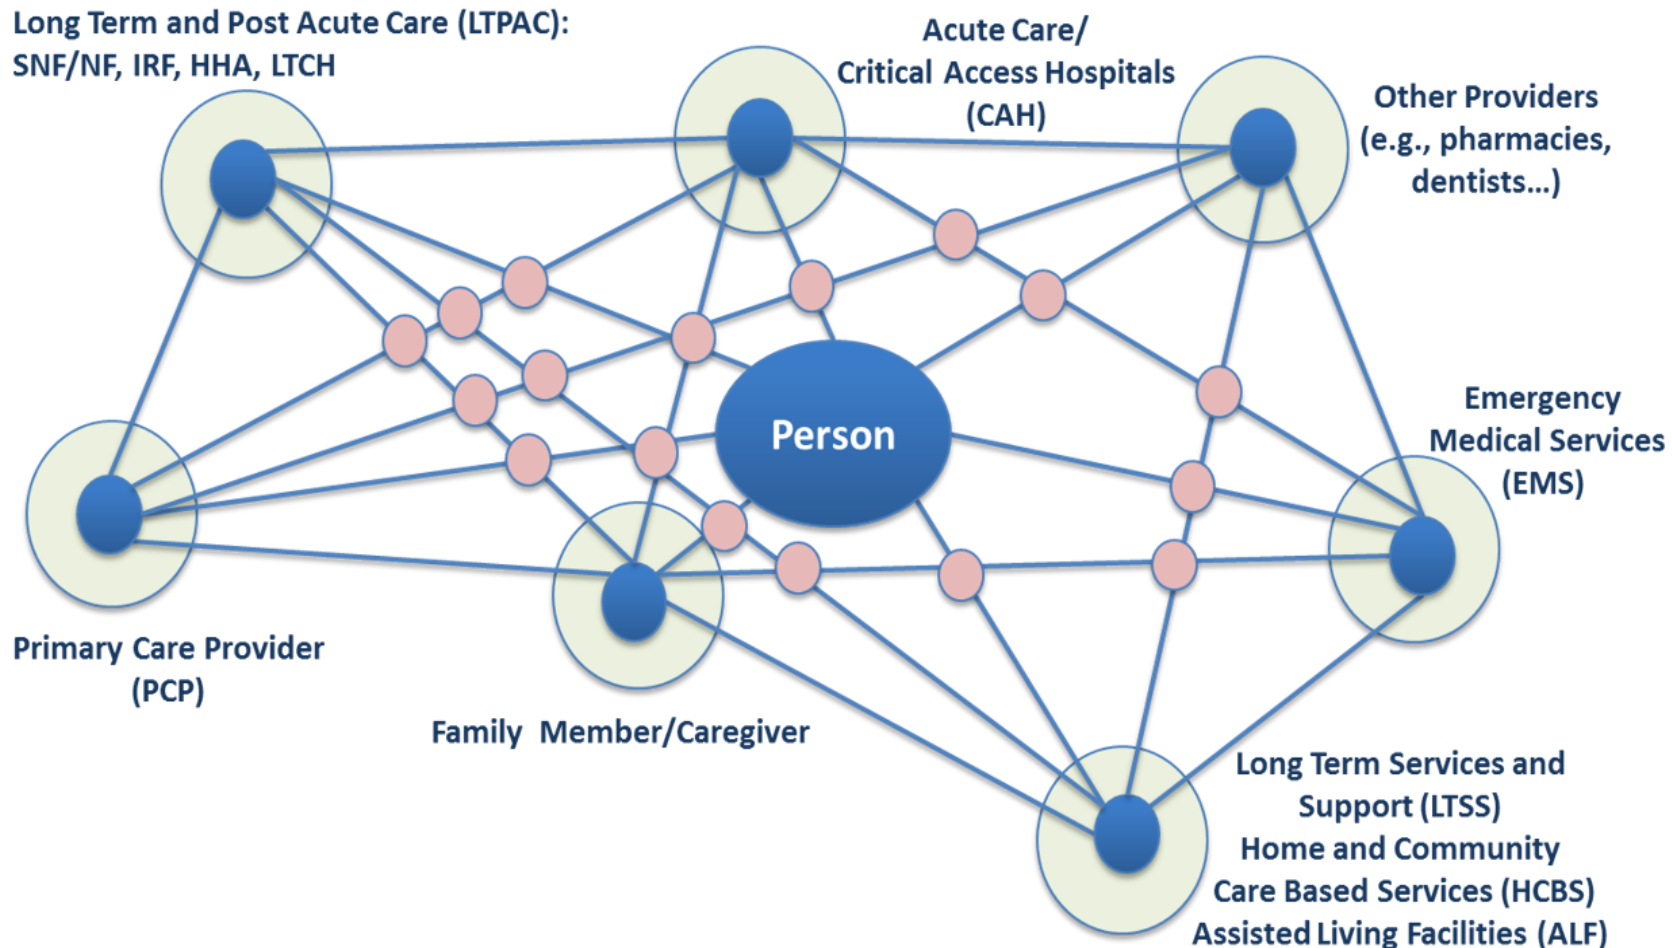 Long Term and Post Acute Care (LTPAC):
SNF/NF, IRF, HHA, LTCH
Acute Care/
Critical Access Hospitals
(CAH)
Other Providers
(e.g., pharmacies,
dentists...)
Person
Emergency
Medical Services
(EMS)
Primary Care Provider
(PCP)
Family Member/Caregiver
Long Term Services and
Support (LTSS)
Home and Community
Care Based Services (HCBS)
Assisted Living Facilities (ALF)